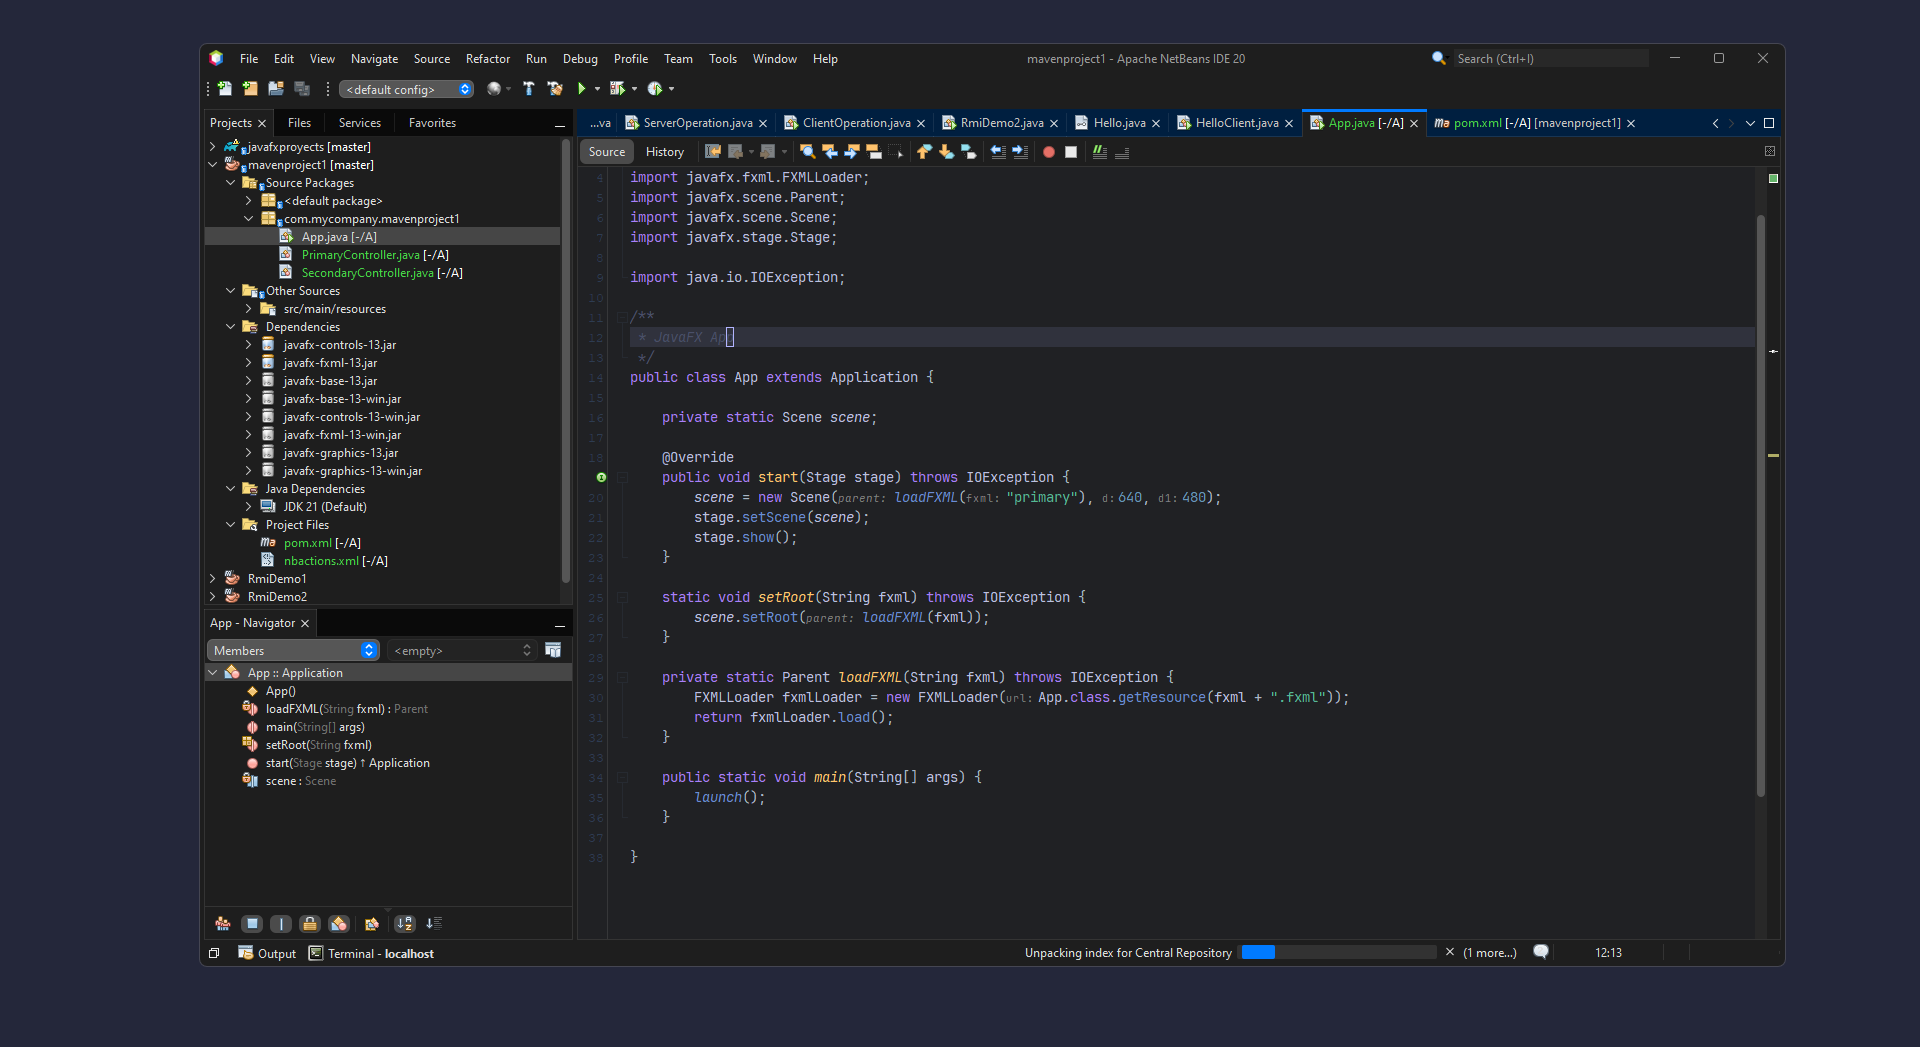 File Edit View Navigate Source Refactor Run Debug Profile Team Tools Window Help
mavenproject1 - Apache NetBeans IDE 20
Search (Ctrl+I)
<default config>
Projects Files Services Favorites
javafxproyects [master]
mavenproject1 [master]
Source Packages
<default package>
com.mycompany.mavenproject1
App.java [-/A]
PrimaryController.java [-/A]
SecondaryController.java [-/A]
Other Sources
src/main/resources
Dependencies
javafx-controls-13.jar
javafx-fxml-13.jar
javafx-base-13.jar
javafx-base-13-win.jar
javafx-controls-13-win.jar
javafx-fxml-13-win.jar
javafx-graphics-13.jar
javafx-graphics-13-win.jar
Java Dependencies
JDK 21 (Default)
Project Files
pom.xml [-/A]
nbactions.xml [-/A]
RmiDemo1
RmiDemo2
App - Navigator
Members <empty>
App :: Application
App()
loadFXML(String fxml) : Parent
main(String[] args)
setRoot(String fxml)
start(Stage stage) ↑ Application
scene : Scene
...va ServerOperation.java ClientOperation.java RmiDemo2.java Hello.java HelloClient.java App.java [-/A] pom.xml [-/A] [mavenproject1]
Source History
4 import javafx.fxml.FXMLLoader;
5 import javafx.scene.Parent;
6 import javafx.scene.Scene;
7 import javafx.stage.Stage;
8
9 import java.io.IOException;
10
11 /**
12 * JavaFX App
13 */
14 public class App extends Application {
15
16 private static Scene scene;
17
18 @Override
public void start(Stage stage) throws IOException {
20 scene = new Scene(parent: loadFXML(fxml: "primary"), d: 640, d1: 480);
21 stage.setScene(scene);
22 stage.show();
23 }
24
25 static void setRoot(String fxml) throws IOException {
26 scene.setRoot(parent: loadFXML(fxml));
27 }
28
29 private static Parent loadFXML(String fxml) throws IOException {
30 FXMLLoader fxmlLoader = new FXMLLoader(url: App.class.getResource(fxml + ".fxml"));
31 return fxmlLoader.load();
32 }
33
34 public static void main(String[] args) {
35 launch();
36 }
37
38 }
Output Terminal - localhost
Unpacking index for Central Repository (1 more...) 12:13